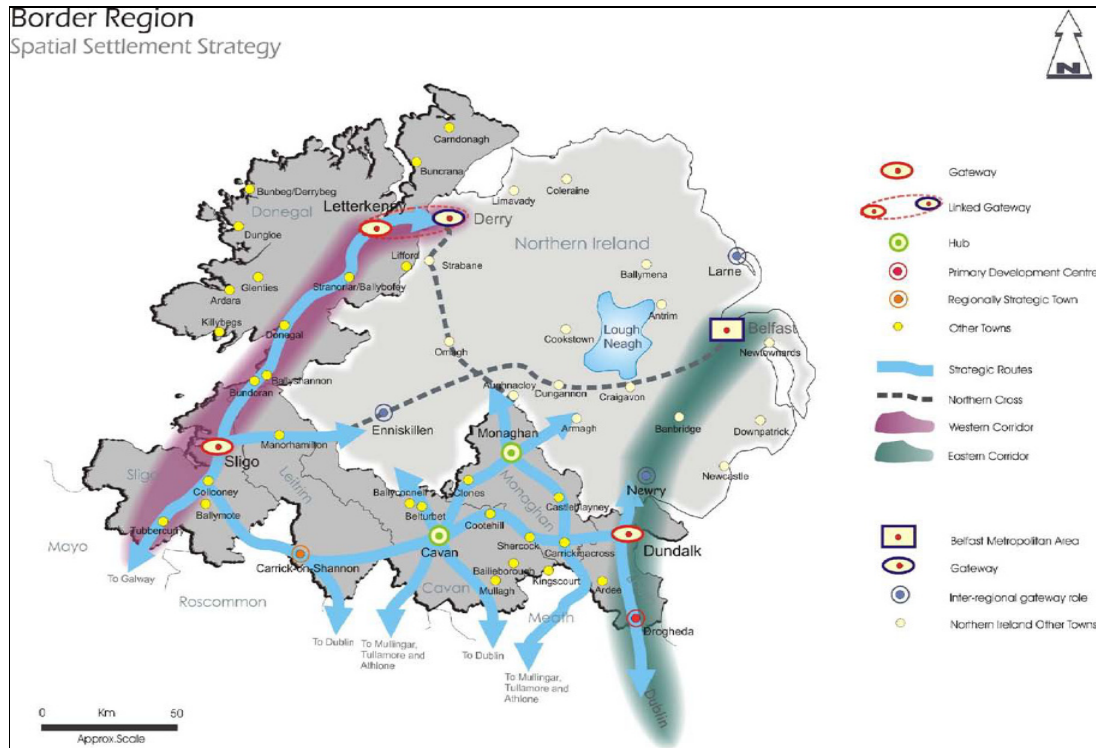 Border Region
Spatial Settlement Strategy
N
Carndonagh
Buncrana
Bunbeg/Derrybeg
Donegal
Letterkenny
Derry
Limavady
Coleraine
Dungloe
Northern Ireland
Lifford
Strabane
Ballymena
Larne
Glenties
Stranorlar/Ballybofey
Ardara
Antrim
Killybegs
Donegal
Lough
Neagh
Belfast
Cookstown
Omagh
Newtownards
Ballyshannon
Bundoran
Aughnacloy
Dungannon
Craigavon
Enniskillen
Armagh
Banbridge
Downpatrick
Manorhamilton
Monaghan
Sligo
Sligo
Leitrim
Newcastle
Coloney
Ballyconnell
Clones
Monaghan
Newry
Ballymote
Belturbet
Castleblayney
Tubbercurry
Cootehill
Mayo
Cavan
Shercock
Carrickmacross
Dundalk
Carrick-on-Shannon
Bailieborough
To Galway
Kingscourt
Ardee
Roscommon
Cavan
Mullagh
Meath
Drogheda
To Dublin
To Mullingar,
Tullamore and
Athlone
To Dublin
To Mullingar,
Tullamore and
Athlone
Dublin
0 Km 50
Approx.Scale
Gateway
Linked Gateway
Hub
Primary Development Centre
Regionally Strategic Town
Other Towns
Strategic Routes
Northern Cross
Western Corridor
Eastern Corridor
Belfast Metropolitan Area
Gateway
Inter-regional gateway role
Northern Ireland Other Towns